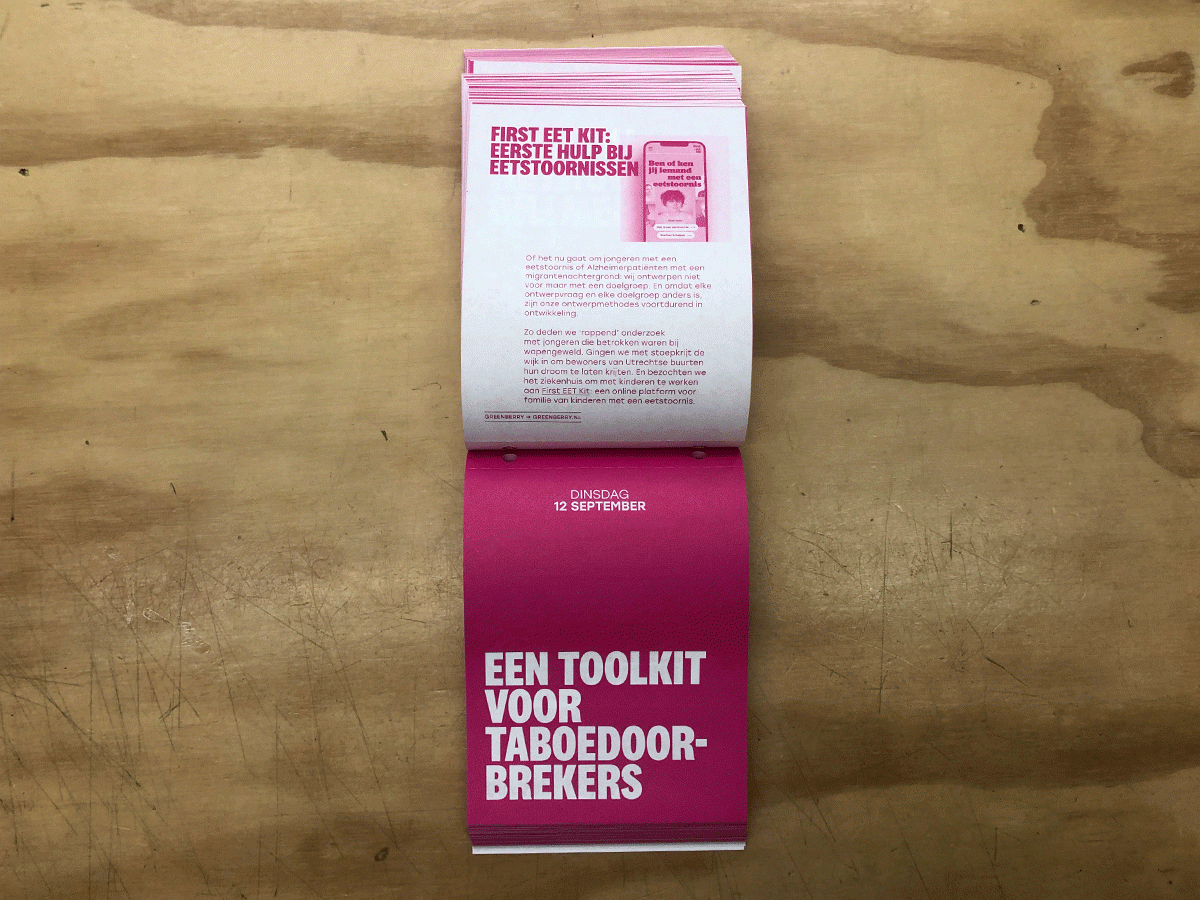 FIRST EET KIT:
EERSTE HULP BIJ
EETSTOORNISSEN
Ben of ken
jij iemand
met een
eetstoornis
Of het nu gaat om jongeren met een
eetstoornis of Alzheimerpatiënten met een
migrantenachtergrond: wij ontwerpen niet
voor maar met een doelgroep. En omdat elke
ontwerpvraag en elke doelgroep anders is,
zijn onze ontwerpmethodes voortdurend in
ontwikkeling.
Zo deden we ‘rappend’ onderzoek
met jongeren die betrokken waren bij
wapengeweld. Gingen we met stoepkrijt de
wijk in om bewoners van Utrechtse buurten
hun droom te laten krijten. En bezochten we
het ziekenhuis om met kinderen te werken
aan First EET Kit: een online platform voor
familie van kinderen met een eetstoornis.
GREENBERRY → GREENBERRY.NL
DINSDAG
12 SEPTEMBER
EEN TOOLKIT
VOOR
TABOEDOOR-
BREKERS